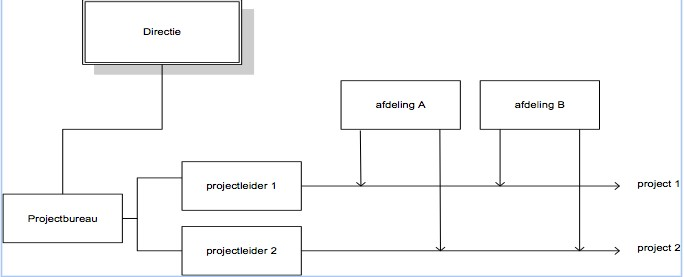 Directie
afdeling A
afdeling B
projectleider 1
project 1
Projectbureau
projectleider 2
project 2